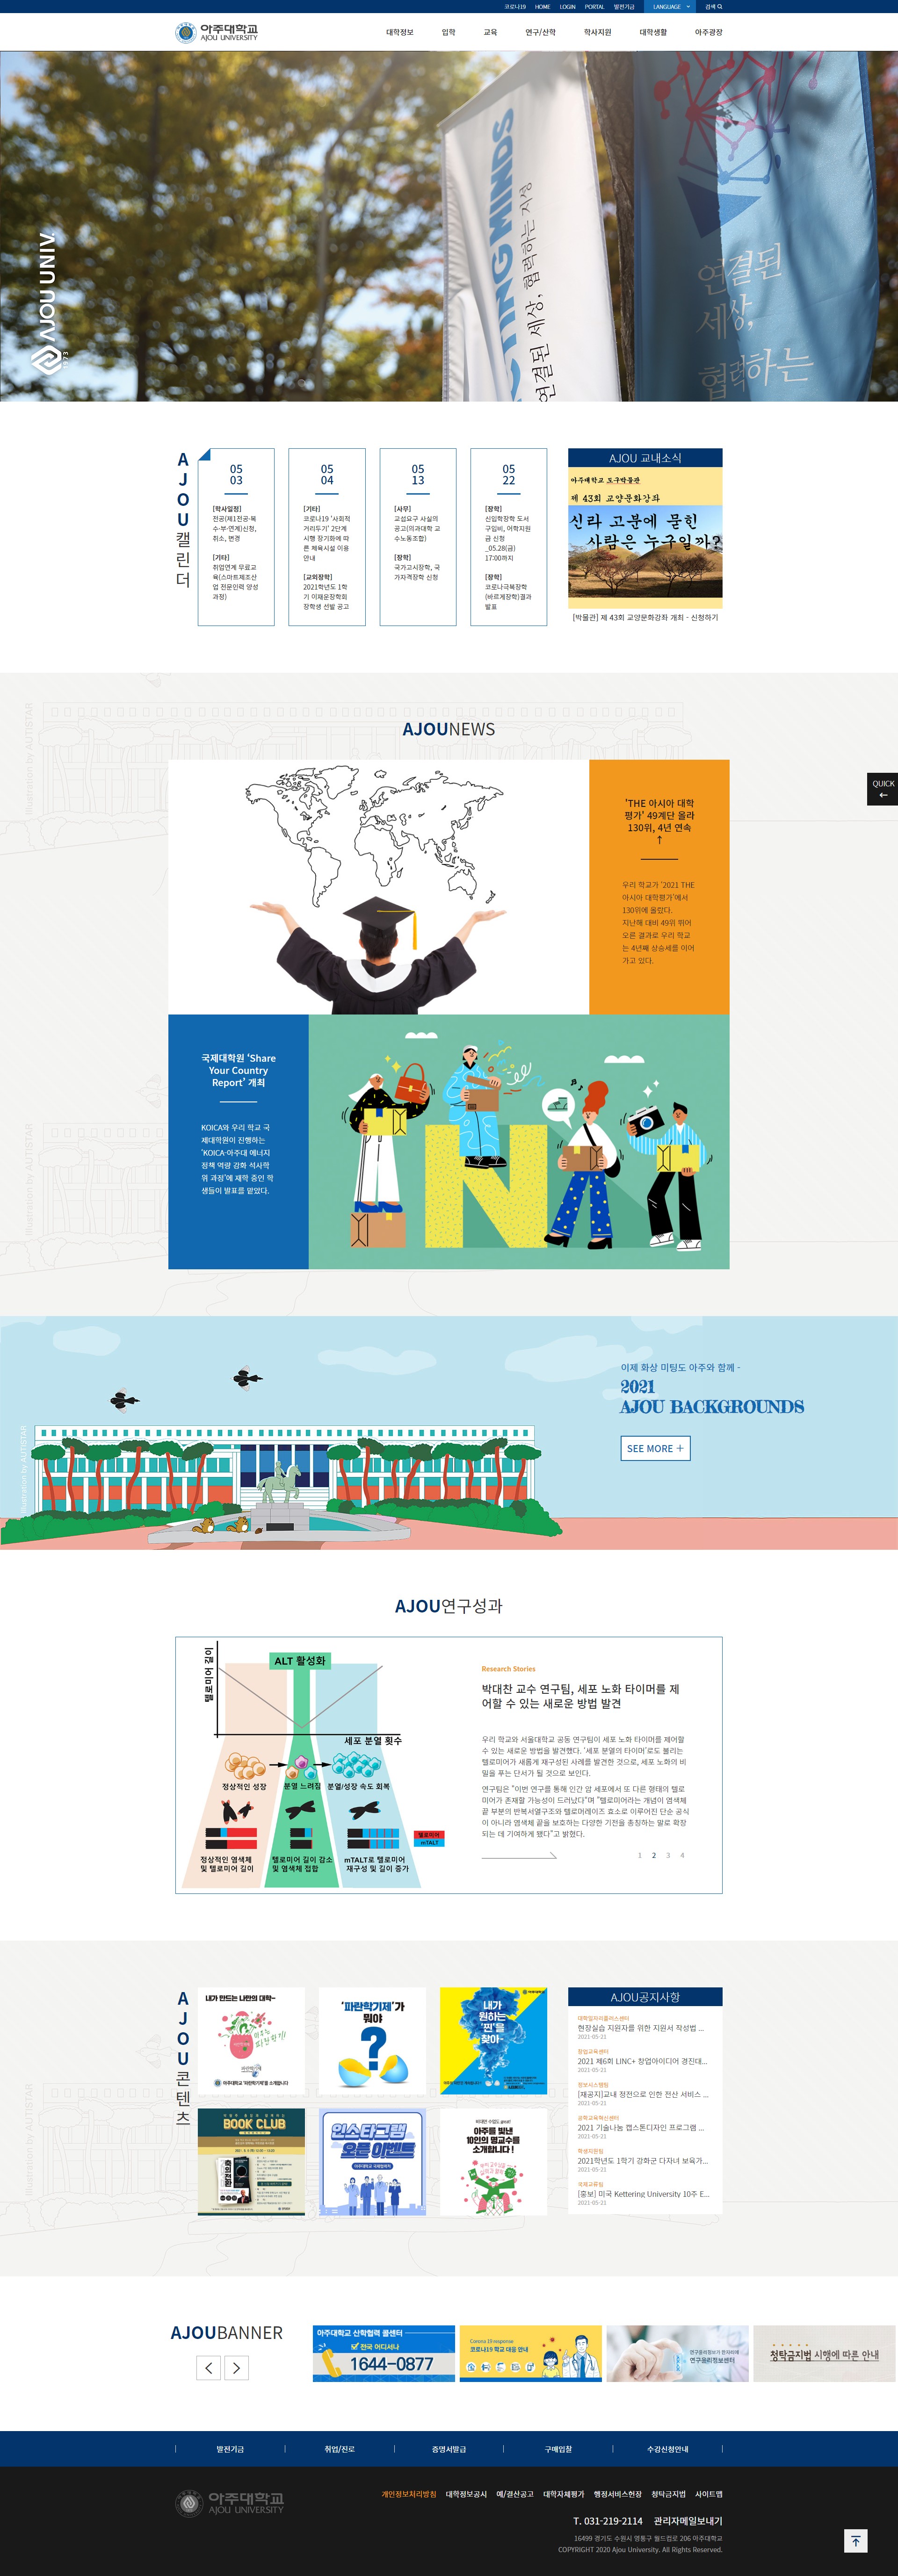 코로나19 HOME LOGIN PORTAL 발전기금 LANGUAGE 검색
아주대학교
AJOU UNIVERSITY
대학정보 입학 교육 연구/산학 학사지원 대학생활 아주광장
AJOU UNIV.
연결된 세상,
연결된
세상,
협력하는
AJOU캘린더
05
03
[학사일정]
전공(제1전공·복
수·부·연계)신청,
취소, 변경
[기타]
취업연계 무료교
육(스마트제조산
업 전문인력 양성
과정)
05
04
[기타]
코로나19 '사회적
거리두기' 2단계
시행 장기화에 따
른 체육시설 이용
안내
[교외장학]
2021학년도 1학
기 이재운장학회
장학생 선발 공고
05
13
[사무]
교섭요구 사실의
공고(의과대학 교
수노동조합)
[장학]
국가고시장학, 국
가자격장학 신청
05
22
[장학]
신입학장학 도서
구입비, 어학지원
금 신청
_05.28(금)
17:00까지
[장학]
코로나극복장학
(바르게장학)결과
발표
AJOU 교내소식
아주대학교 도구박물관
제 43회 교양문화강좌
신라 고분에 묻힌
사람은 누구일까?
[박물관] 제 43회 교양문화강좌 개최 - 신청하기
Illustration by AUTISTAR
AJOUNEWS
QUICK
'THE 아시아 대학
평가' 49계단 올라
130위, 4년 연속
↑
우리 학교가 '2021 THE
아시아 대학평가'에서
130위에 올랐다.
지난해 대비 49위 뛰어
오른 결과로 우리 학교
는 4년째 상승세를 이어
가고 있다.
국제대학원 ‘Share
Your Country
Report’ 개최
KOICA와 우리 학교 국
제대학원이 진행하는
'KOICA-아주대 에너지
정책 역량 강화 석사학
위 과정'에 재학 중인 학
생들이 발표를 맡았다.
Illustration by AUTISTAR
이제 화상 미팅도 아주와 함께 -
2021
AJOU BACKGROUNDS
SEE MORE +
Illustration by AUTISTAR
AJOU연구성과
텔로미어 길이
ALT 활성화
세포 분열 횟수
정상적인 성장
분열 느려짐
분열/성장 속도 회복
텔로미어
mTALT
정상적인 염색체
및 텔로미어 길이
텔로미어 길이 감소
및 염색체 접합
mTALT로 텔로미어
재구성 및 길이 증가
Research Stories
박대찬 교수 연구팀, 세포 노화 타이머를 제
어할 수 있는 새로운 방법 발견
우리 학교와 서울대학교 공동 연구팀이 세포 노화 타이머를 제어할
수 있는 새로운 방법을 발견했다. '세포 분열의 타이머'로도 불리는
텔로미어가 새롭게 재구성된 사례를 발견한 것으로, 세포 노화의 비
밀을 푸는 단서가 될 것으로 보인다.
연구팀은 "이번 연구를 통해 인간 암 세포에서 또 다른 형태의 텔로
미어가 존재할 가능성이 드러났다"며 "텔로미어라는 개념이 염색체
끝 부분의 반복서열구조와 텔로머레이즈 효소로 이루어진 단순 공식
이 아니라 염색체 끝을 보호하는 다양한 기전을 총칭하는 말로 확장
되는 데 기여하게 됐다"고 밝혔다.
1 2 3 4
AJOU콘텐츠
내가 만드는 나만의 대학~
아주대학교 '파란학기제'를 소개합니다
‘파란학기제’가
뭐야
?
내가
원하는
'찐'을
찾아
BOOK CLUB
축의 전환
인스타그램
오픈 이벤트
아주를 빛낸
10인의 명교수를
소개합니다 !
AJOU공지사항
대학일자리플러스센터
현장실습 지원자를 위한 지원서 작성법 ...
2021-05-21
창업교육센터
2021 제6회 LINC+ 창업아이디어 경진대...
2021-05-21
정보시스템팀
[재공지]교내 정전으로 인한 전산 서비스 ...
2021-05-21
공학교육혁신센터
2021 기술나눔 캡스톤디자인 프로그램 ...
2021-05-21
학생지원팀
2021학년도 1학기 강화군 다자녀 보육가...
2021-05-21
국제교류팀
[홍보] 미국 Kettering University 10주 E...
2021-05-21
AJOUBANNER
아주대학교 산학협력 콜센터
전국 어디서나
1644-0877
Corona 19 response
코로나19 학교 대응 안내
연구윤리정보센터
청탁금지법 시행에 따른 안내
발전기금 취업/진로 증명서발급 구매입찰 수강신청안내
아주대학교
AJOU UNIVERSITY
개인정보처리방침 대학정보공시 예/결산공고 대학자체평가 행정서비스헌장 청탁금지법 사이트맵
T. 031-219-2114 관리자메일보내기
16499 경기도 수원시 영통구 월드컵로 206 아주대학교
COPYRIGHT 2020 Ajou University. All Rights Reserved.